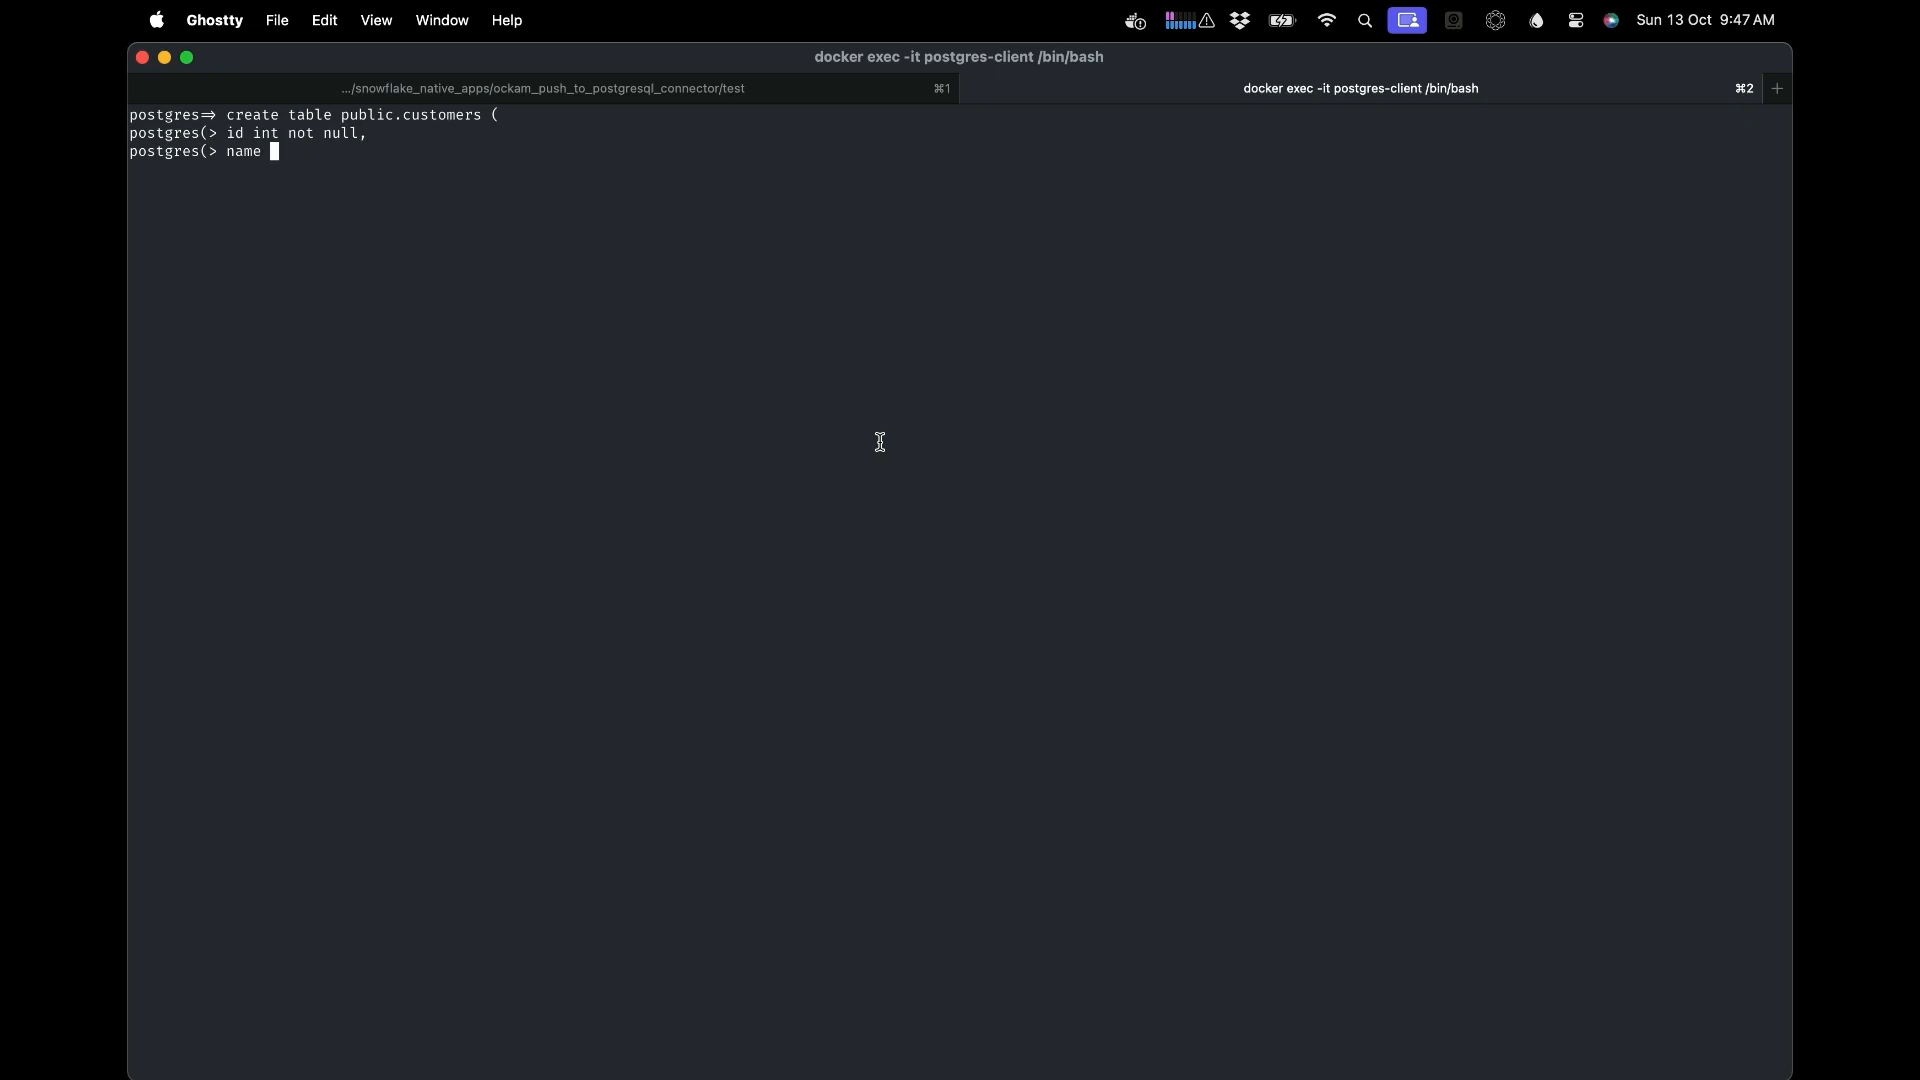 Ghostty File Edit View Window Help Sun 13 Oct 9:47 AM
docker exec -it postgres-client /bin/bash
.../snowflake_native_apps/ockam_push_to_postgresql_connector/test ⌘1 docker exec -it postgres-client /bin/bash ⌘2
postgres=> create table public.customers (
postgres(> id int not null,
postgres(> name